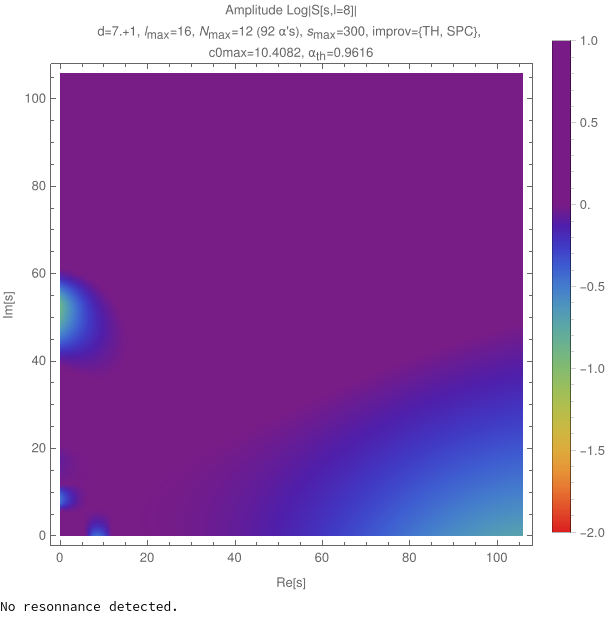 Amplitude Log|S[s,l=8]|
d=7.+1, lmax=16, Nmax=12 (92 α's), smax=300, improv={TH, SPC},
c0max=10.4082, αth=0.9616
1.0
0.5
0.
−0.5
−1.0
−1.5
−2.0
100
80
60
40
20
0
Im[s]
0 20 40 60 80 100
Re[s]
No resonnance detected.